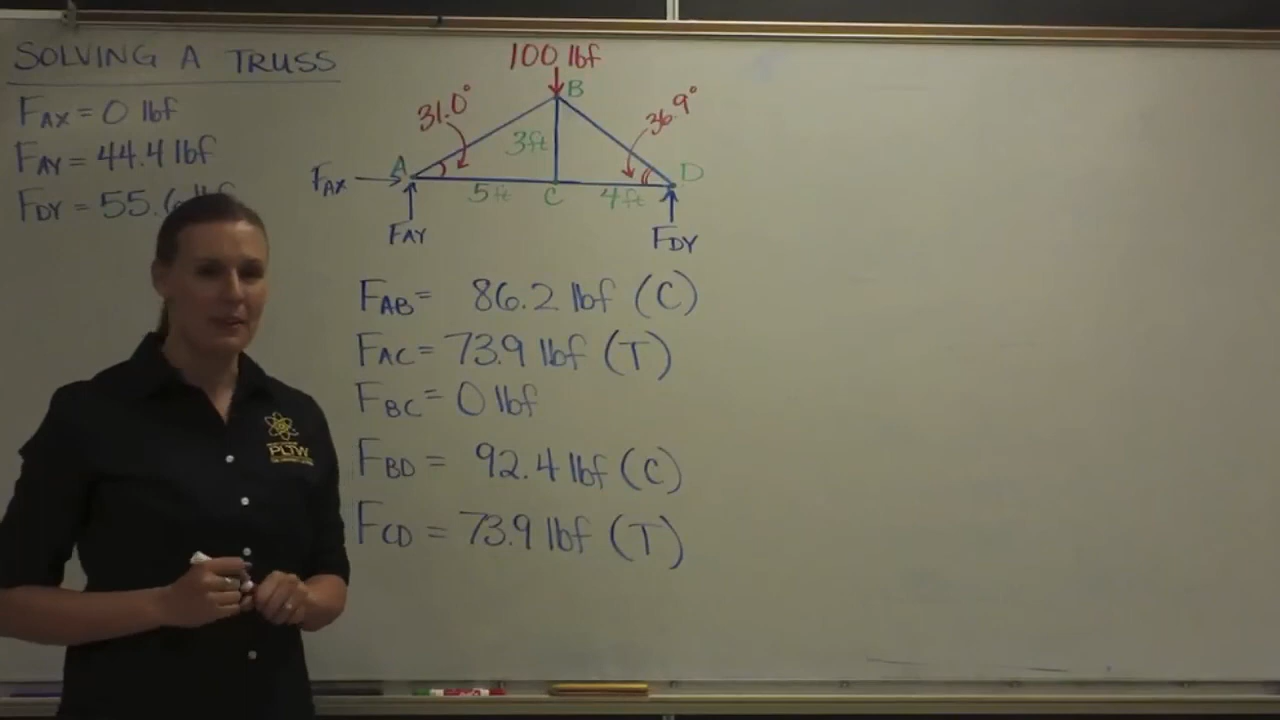 SOLVING A TRUSS
FAX = 0 lbf
FAY = 44.4 lbf
FDY = 55.6 lbf
100 lbf
B
31.0°
36.9°
3ft
A
D
FAX
5ft
C
4ft
FAY
FDY
FAB = 86.2 lbf (C)
FAC = 73.9 lbf (T)
FBC = 0 lbf
FBD = 92.4 lbf (C)
FCD = 73.9 lbf (T)
PLTW